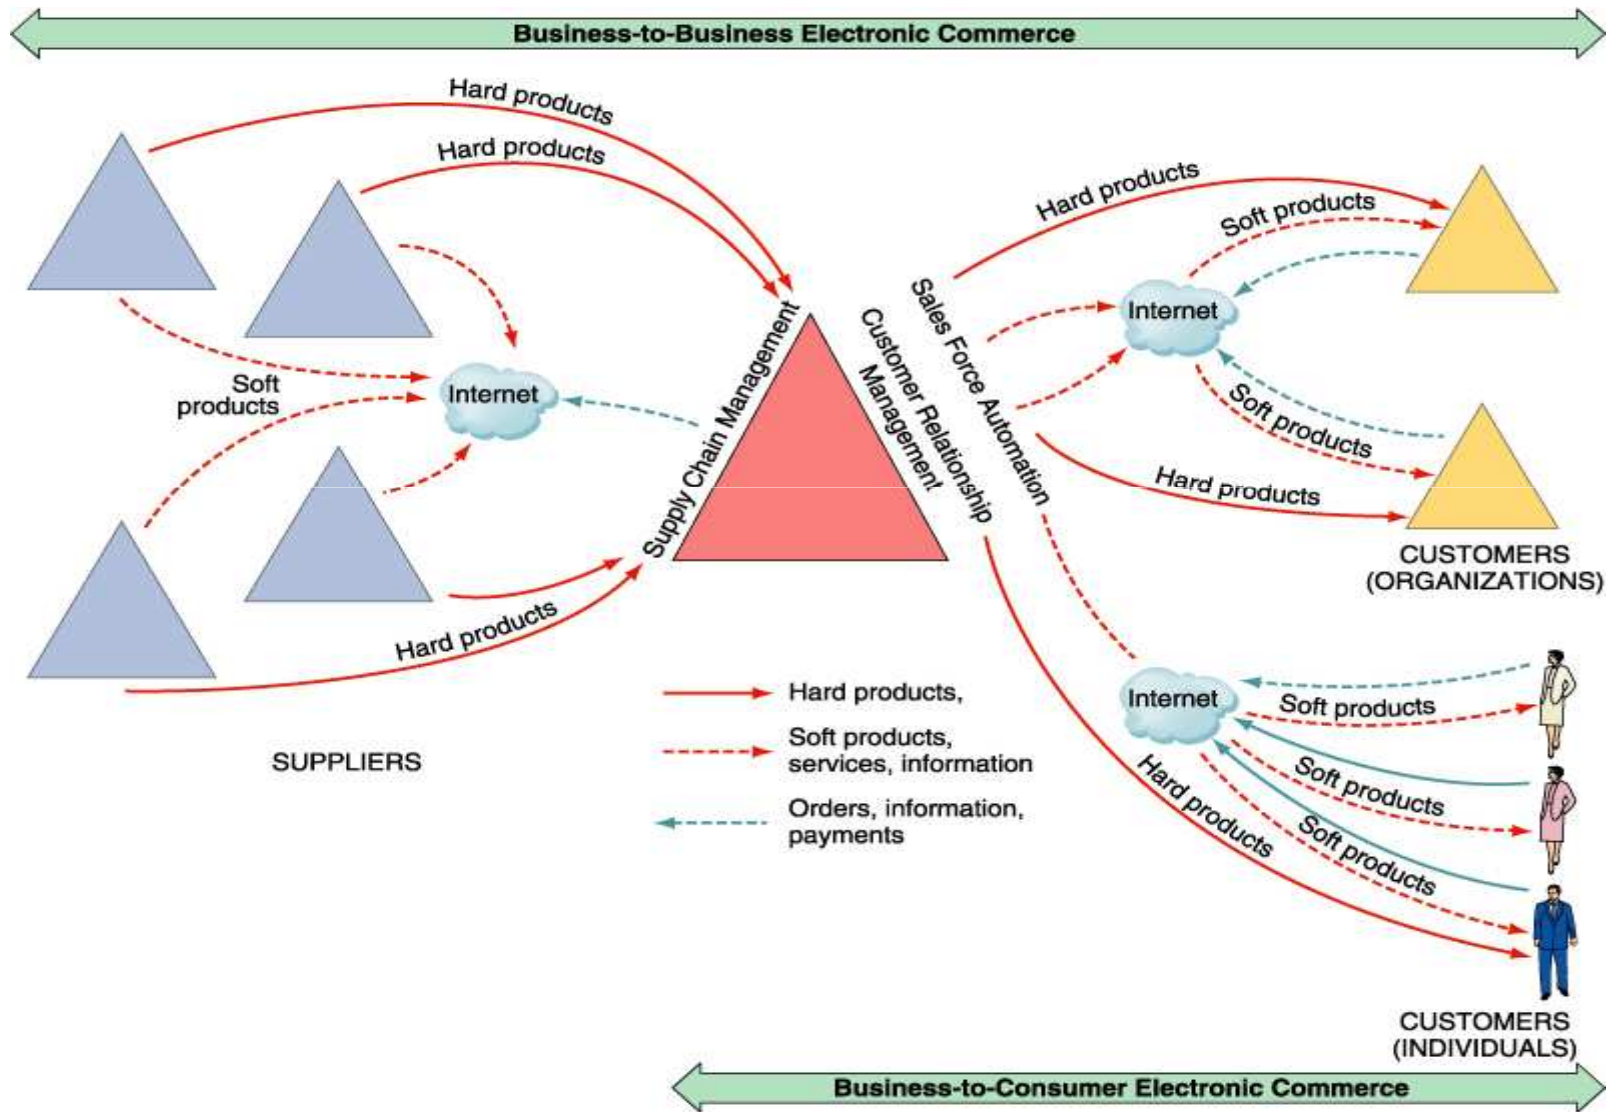 Business-to-Business Electronic Commerce
Hard products
Hard products
Soft
products
Internet
Hard products
SUPPLIERS
Supply Chain Management
Customer Relationship
Management
Sales Force Automation
Hard products
Soft products
Internet
Soft products
Hard products
CUSTOMERS
(ORGANIZATIONS)
Internet
Soft products
Soft products
Soft products
Hard products
CUSTOMERS
(INDIVIDUALS)
Hard products,
Soft products,
services, information
Orders, information,
payments
Business-to-Consumer Electronic Commerce